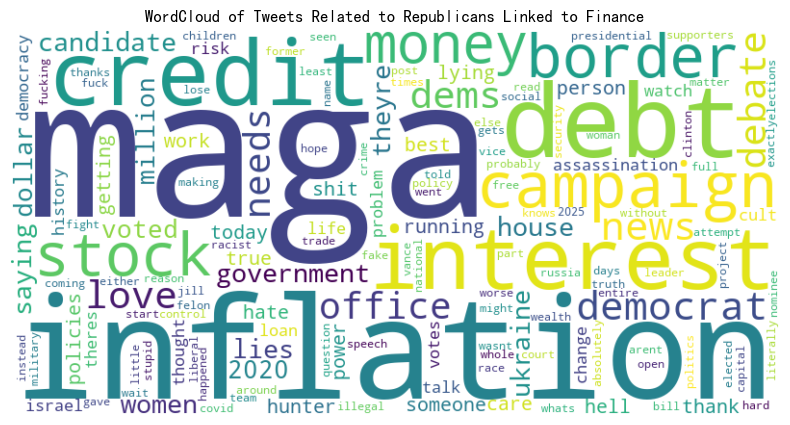 WordCloud of Tweets Related to Republicans Linked to Finance
candidate
children
risk
former
seen
money
presidential
supporters
border
democracy
fucking
thanks
fuck
credit
lose
least
name
times
post
lying
read
social
person
watch
matter
dems
theyre
debt
debate
exactly
elections
million
work
maga
needs
best
crime
hope
making
shit
else
gets
vice
security
woman
clinton
dollar
getting
history
told
policy
went
probably
assassination
free
full
campaign
saying
fight
voted
racist
life
trade
problem
running
knows
2025
without
attempt
cult
stock
today
true
fake
house
news
government
vance
national
interest
part
russia
days
truth
leader
project
nominee
coming
either
reason
love
jill
felon
office
worse
might
wealth
democrat
entire
instead
military
policies
theres
inflation
start
control
hate
loan
lies
2020
thought
liberal
happened
little
stupid
question
power
speech
votes
whole
race
wasnt
court
ukraine
change
absolutely
politics
arent
open
elected
capital
literally
israel
gave
wait
women
covid
team
around
hunter
illegal
talk
someone
care
whats
hell
bill
thank
hard